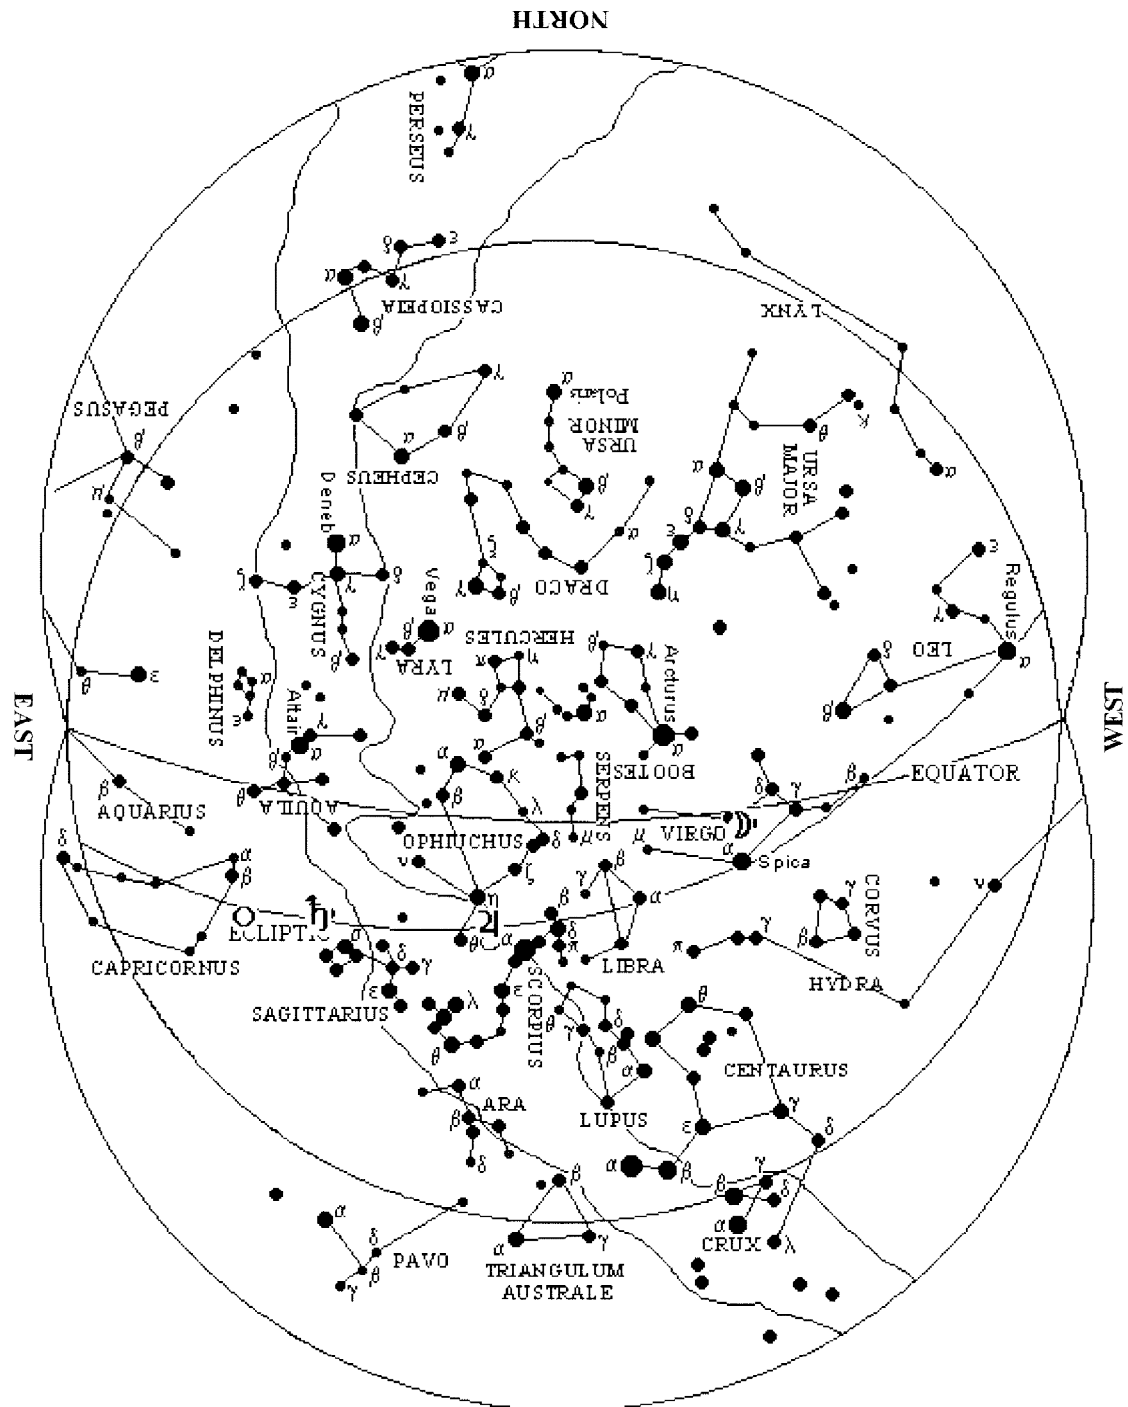 NORTH
α
PERSEUS
γ
δ
ε
α
γ
CASSIOPEIA
β
LYNX
γ
α
Polaris
PEGASUS
β
α
β
URSA
MINOR
κ
θ
URSA
MAJOR
CEPHEUS
α
β
α
μ
β
γ
Deneb
α
ζ
ξ
α
δ
γ
ε
ε
ζ
ε
γ
δ
γ
β
DRACO
η
γ
Regulus
CYGNUS
Vega
α
β
γ
LYRA
HERCULES
β
γ
LEO
α
DELPHINUS
β
π
η
δ
θ
ε
α
ε
μ
δ
α
Arcturus
β
EAST
WEST
Altair
γ
α
β
α
α
BOOTES
β
θ
α
κ
SERPENS
δ
γ
β
EQUATOR
AQUARIUS
AQUILA
β
λ
OPHIUCHUS
δ
μ
μ
VIRGO
α
Spica
δ
α
β
ν
ζ
β
γ
α
ν
CORVUS
γ
η
β
β
ECLIPTIC
θ
α
δ
π
π
γ
CAPRICORNUS
σ
δ
γ
LIBRA
HYDRA
ε
SAGITTARIUS
λ
ε
SCORPIUS
θ
θ
θ
γ
δ
β
α
CENTAURUS
α
ARA
β
LUPUS
γ
ε
δ
δ
α
β
β
γ
β
δ
α
δ
α
γ
α
CRUX
λ
PAVO
β
γ
TRIANGULUM
AUSTRALE